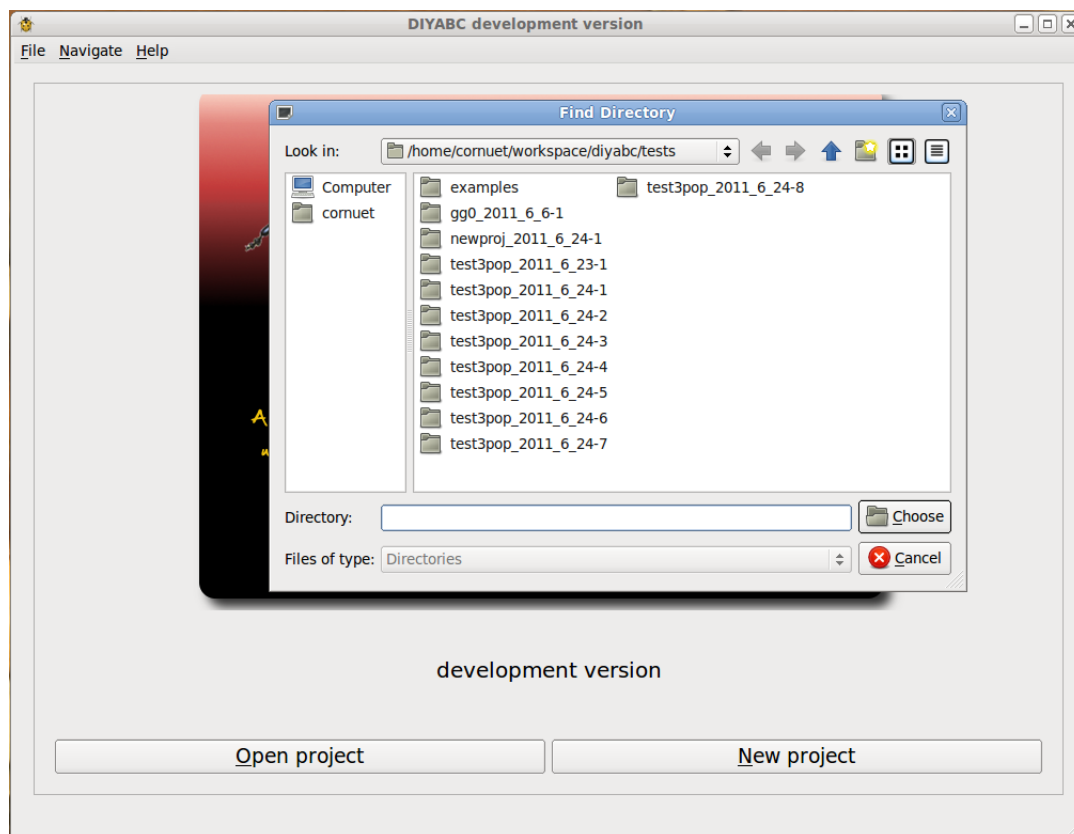 DIYABC development version
File Navigate Help
Find Directory
Look in: /home/cornuet/workspace/diyabc/tests
Computer
cornuet
examples
gg0_2011_6_6-1
newproj_2011_6_24-1
test3pop_2011_6_23-1
test3pop_2011_6_24-1
test3pop_2011_6_24-2
test3pop_2011_6_24-3
test3pop_2011_6_24-4
test3pop_2011_6_24-5
test3pop_2011_6_24-6
test3pop_2011_6_24-7
test3pop_2011_6_24-8
A
Directory: Choose
Files of type: Directories Cancel
development version
Open project New project